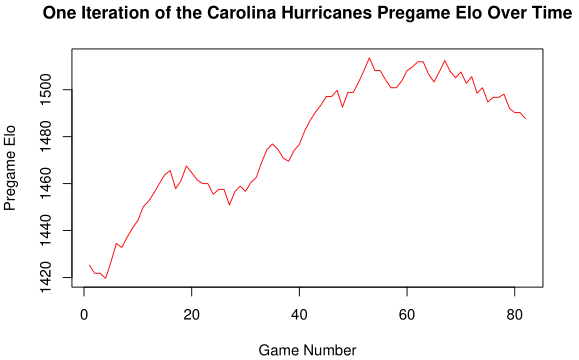 One Iteration of the Carolina Hurricanes Pregame Elo Over Time
Pregame Elo
1500
1480
1460
1440
1420
0 20 40 60 80
Game Number